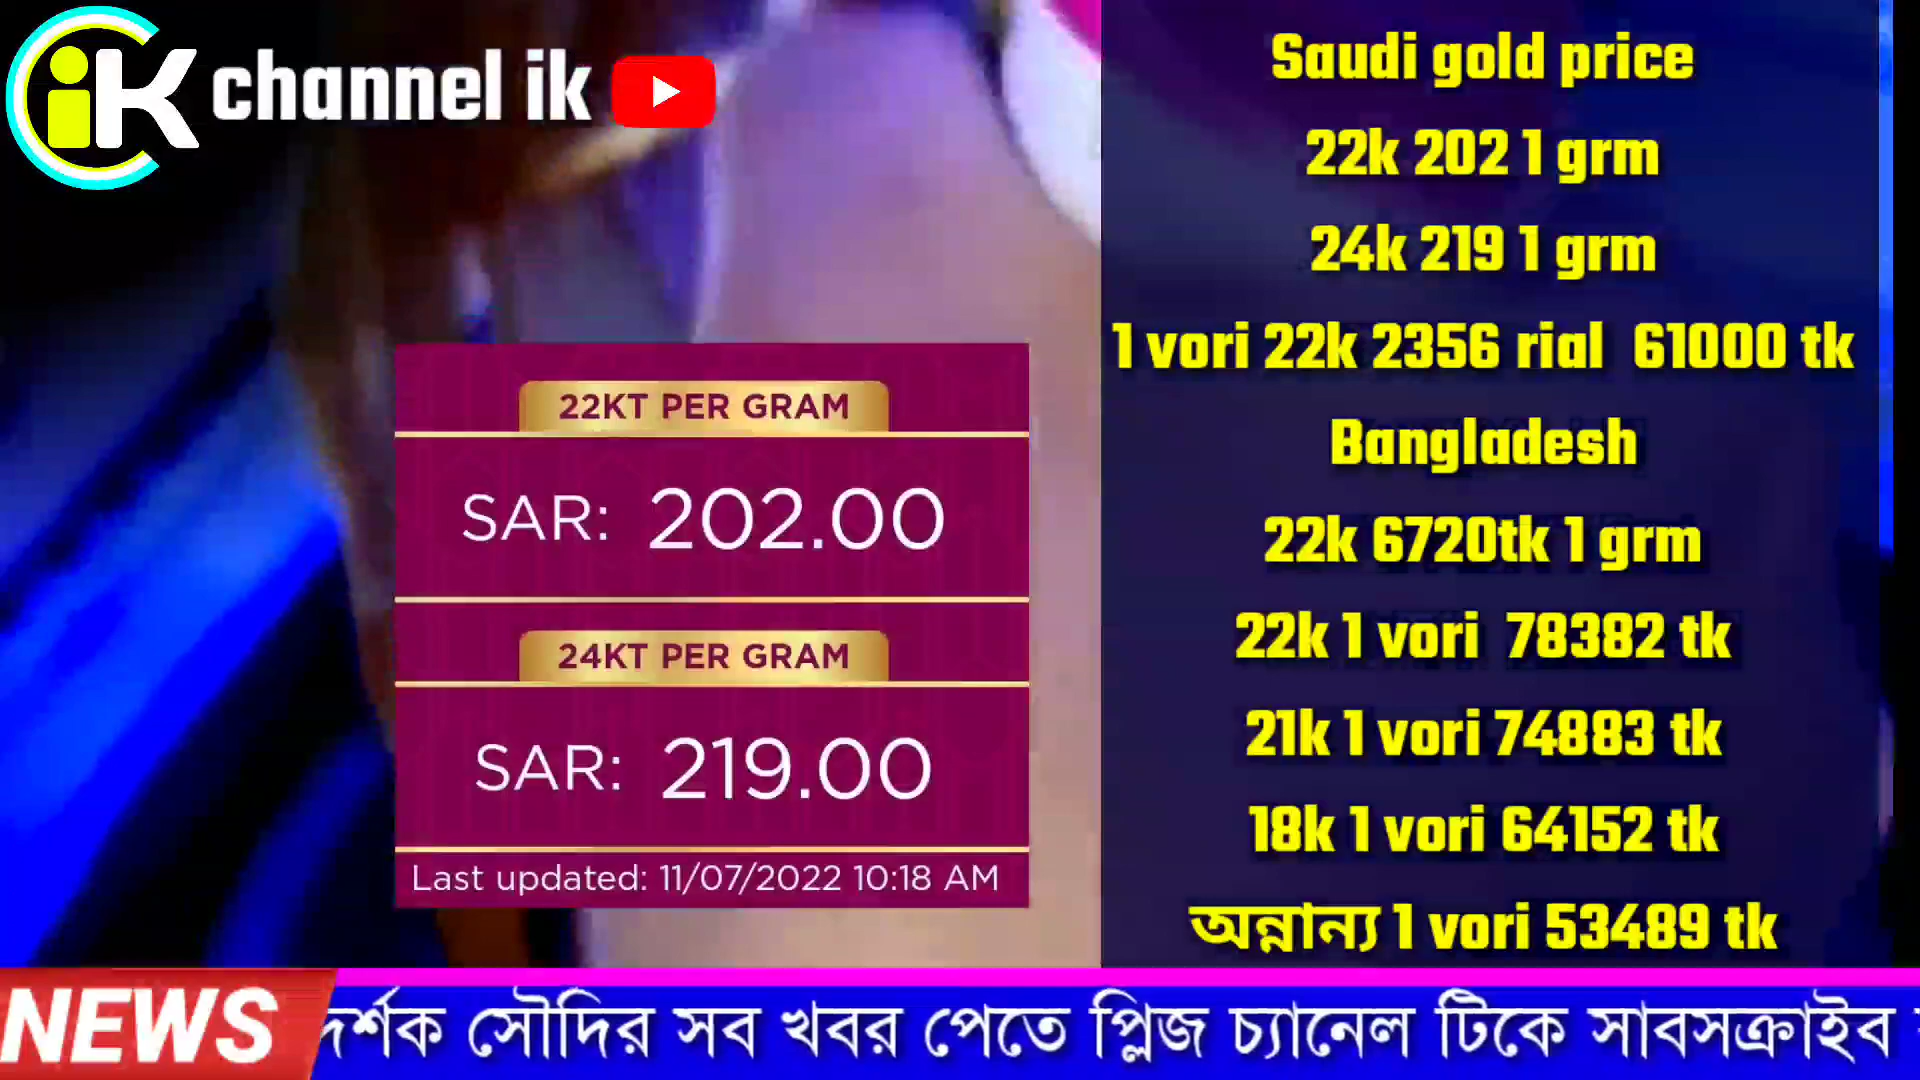 iK channel ik
22KT PER GRAM
SAR: 202.00
24KT PER GRAM
SAR: 219.00
Last updated: 11/07/2022 10:18 AM
Saudi gold price
22k 202 1 grm
24k 219 1 grm
1 vori 22k 2356 rial 61000 tk
Bangladesh
22k 6720tk 1 grm
22k 1 vori 78382 tk
21k 1 vori 74883 tk
18k 1 vori 64152 tk
অন্নান্য 1 vori 53489 tk
NEWS
দর্শক সৌদির সব খবর পেতে প্লিজ চ্যানেল টিকে সাবসক্রাইব